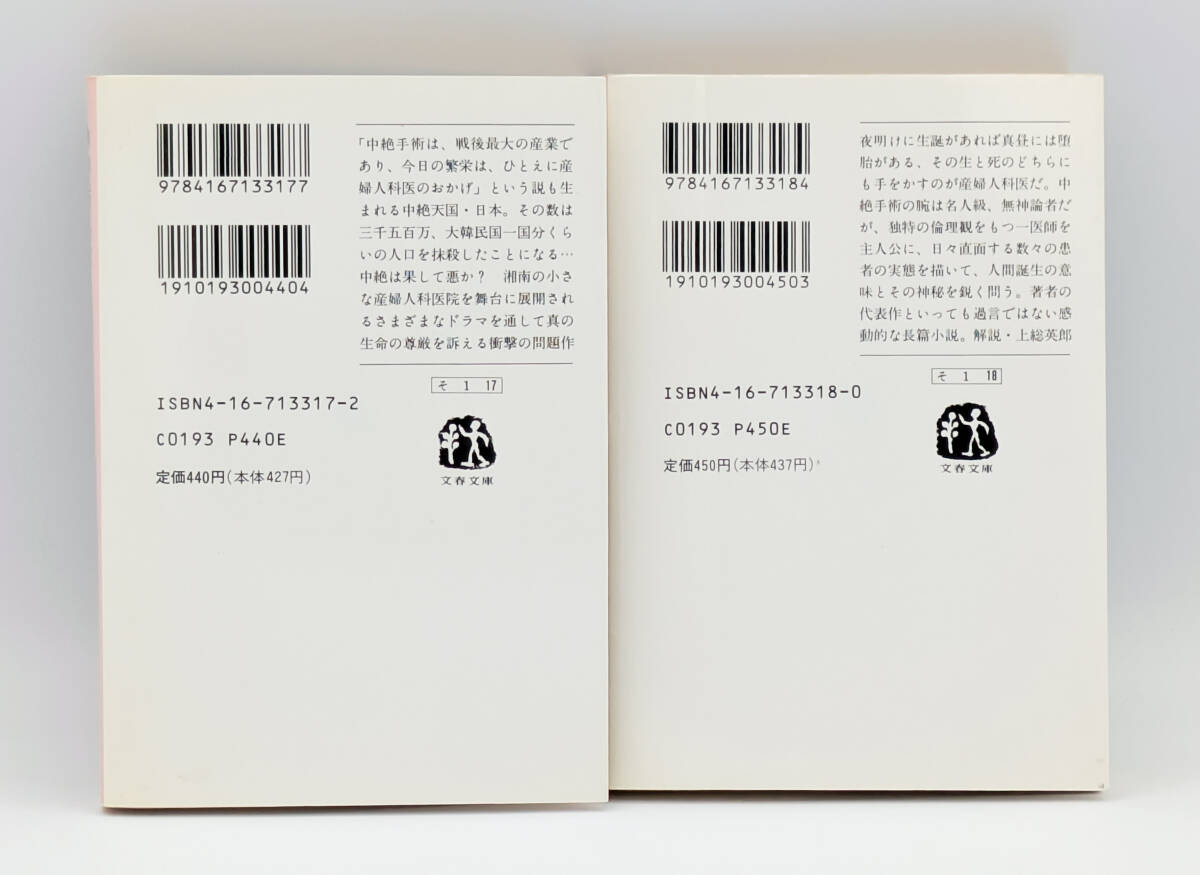 9784167133177
1910193004404
「中絶手術は、戦後最大の産業で
あり、今日の繁栄は、ひとえに産
婦人科医のおかげ」という説も生
まれる中絶天国・日本。その数は
三千五百万、大韓民国一国分くら
いの人口を抹殺したことになる…
中絶は果して悪か？　湘南の小さ
な産婦人科医院を舞台に展開され
るさまざまなドラマを通して真の
生命の尊厳を訴える衝撃の問題作
そ 1 17
ISBN4-16-713317-2
C0193 P440E
定価440円(本体427円)
文春文庫
9784167133184
1910193004503
夜明けに生誕があれば真昼には堕
胎がある、その生と死のどちらに
も手をかすのが産婦人科医だ。中
絶手術の腕は名人級、無神論者だ
が、独特の倫理観をもつ一医師を
主人公に、日々直面する数々の患
者の実態を描いて、人間誕生の意
味とその神秘を鋭く問う。著者の
代表作といっても過言ではない感
動的な長篇小説。解説・上総英郎
そ 1 18
ISBN4-16-713318-0
C0193 P450E
定価450円(本体437円)
文春文庫